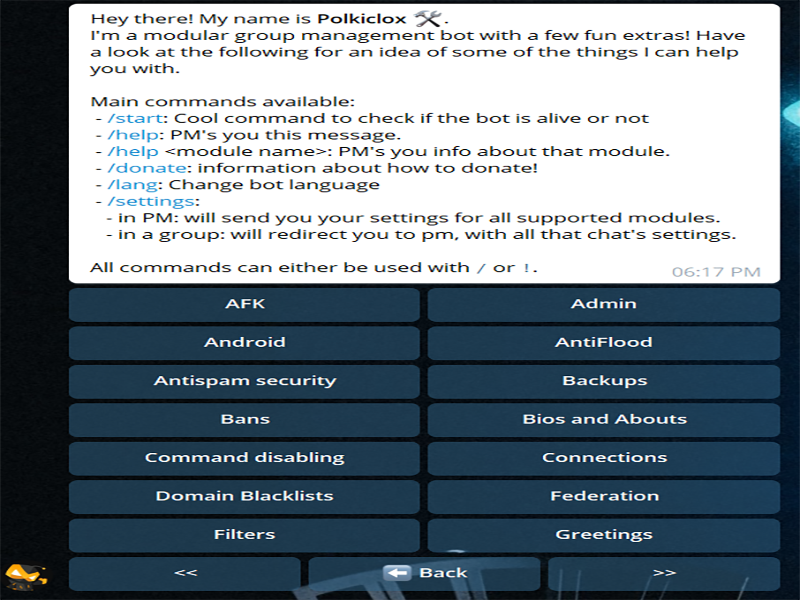 Hey there! My name is Polkiclox 🛠.
I'm a modular group management bot with a few fun extras! Have
a look at the following for an idea of some of the things I can help
you with.
Main commands available:
- /start: Cool command to check if the bot is alive or not
- /help: PM's you this message.
- /help <module name>: PM's you info about that module.
- /donate: information about how to donate!
- /lang: Change bot language
- /settings:
- in PM: will send you your settings for all supported modules.
- in a group: will redirect you to pm, with all that chat's settings.
All commands can either be used with / or !.
06:17 PM
AFK
Admin
Android
AntiFlood
Antispam security
Backups
Bans
Bios and Abouts
Command disabling
Connections
Domain Blacklists
Federation
Filters
Greetings
<<
⬅ Back
>>